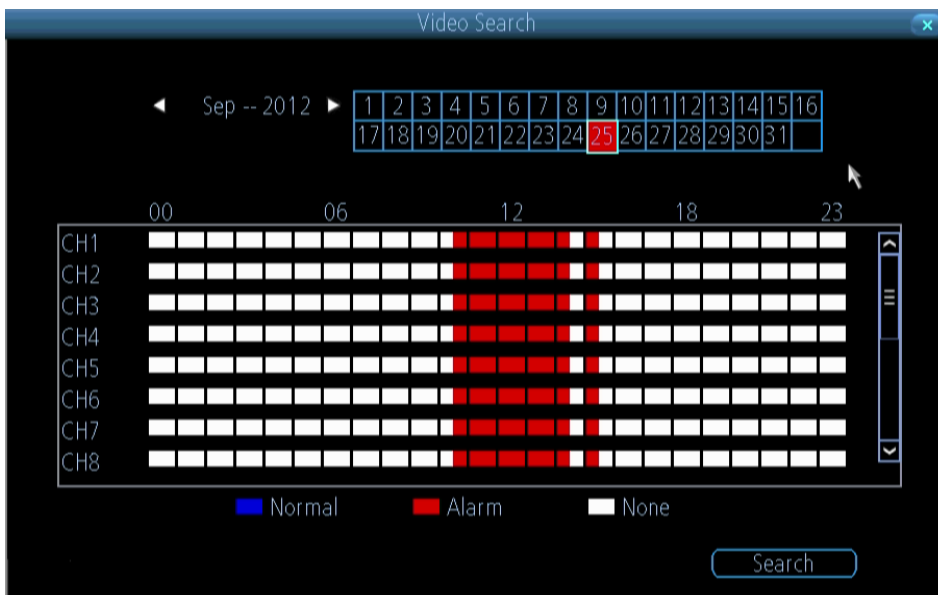 Video Search
Sep -- 2012 1 2 3 4 5 6 7 8 9 10 11 12 13 14 15 16
17 18 19 20 21 22 23 24 25 26 27 28 29 30 31
00 06 12 18 23
CH1
CH2
CH3
CH4
CH5
CH6
CH7
CH8
Normal Alarm None
Search